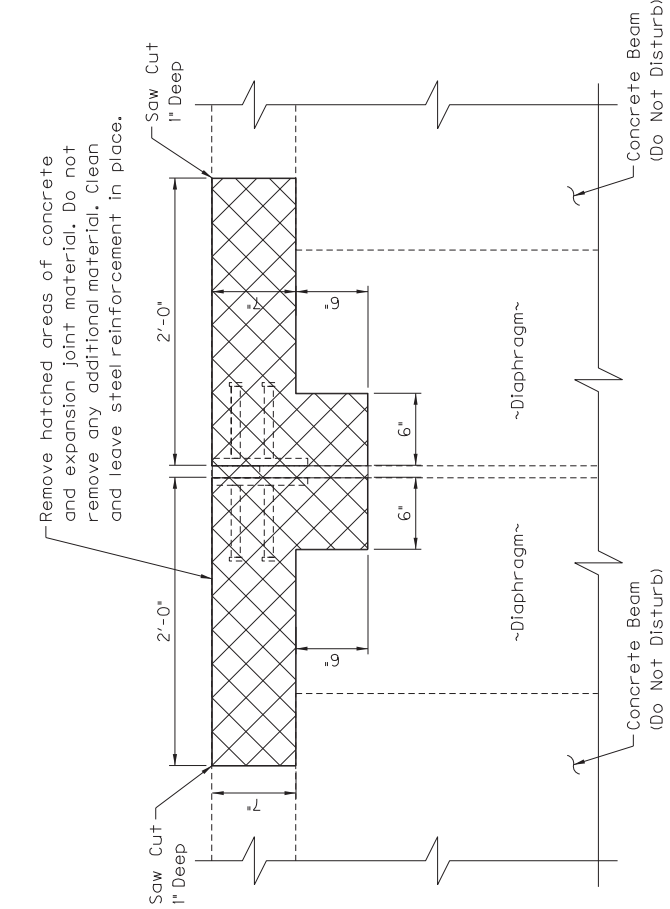 Remove hatched areas of concrete
and expansion joint material. Do not
remove any additional material. Clean
and leave steel reinforcement in place.
Saw Cut
1" Deep
Saw Cut
1" Deep
2'-0"
2'-0"
7"
7"
6"
6"
6"
6"
~Diaphragm~
~Diaphragm~
Concrete Beam
(Do Not Disturb)
Concrete Beam
(Do Not Disturb)